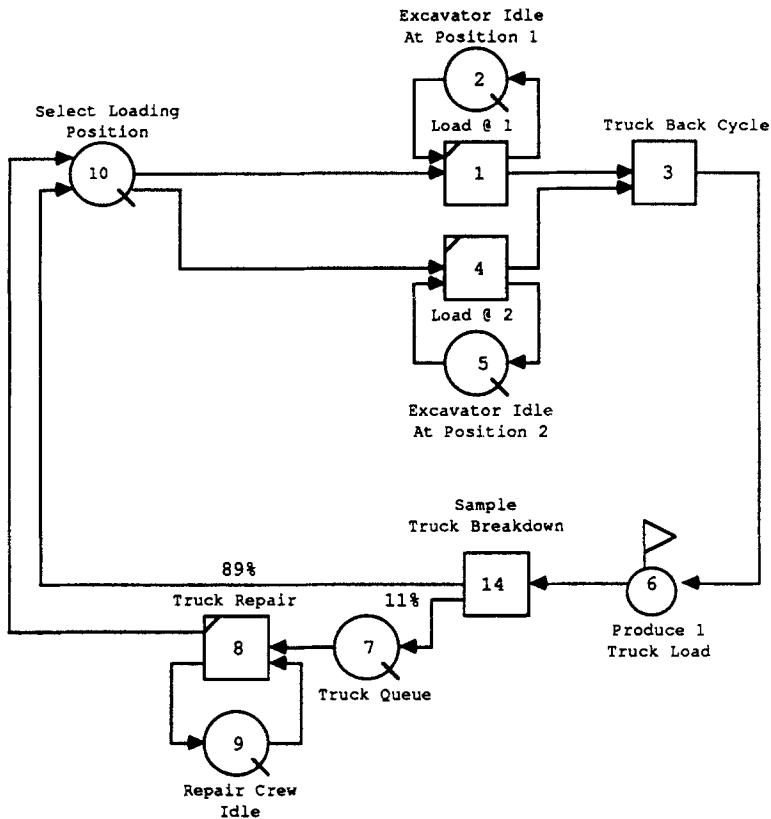 Excavator Idle
At Position 1
2
Select Loading
Position
Load @ 1
Truck Back Cycle
10
1
3
4
Load @ 2
5
Excavator Idle
At Position 2
Sample
Truck Breakdown
89%
14
6
11%
Truck Repair
Produce 1
Truck Load
8
7
Truck Queue
9
Repair Crew
Idle